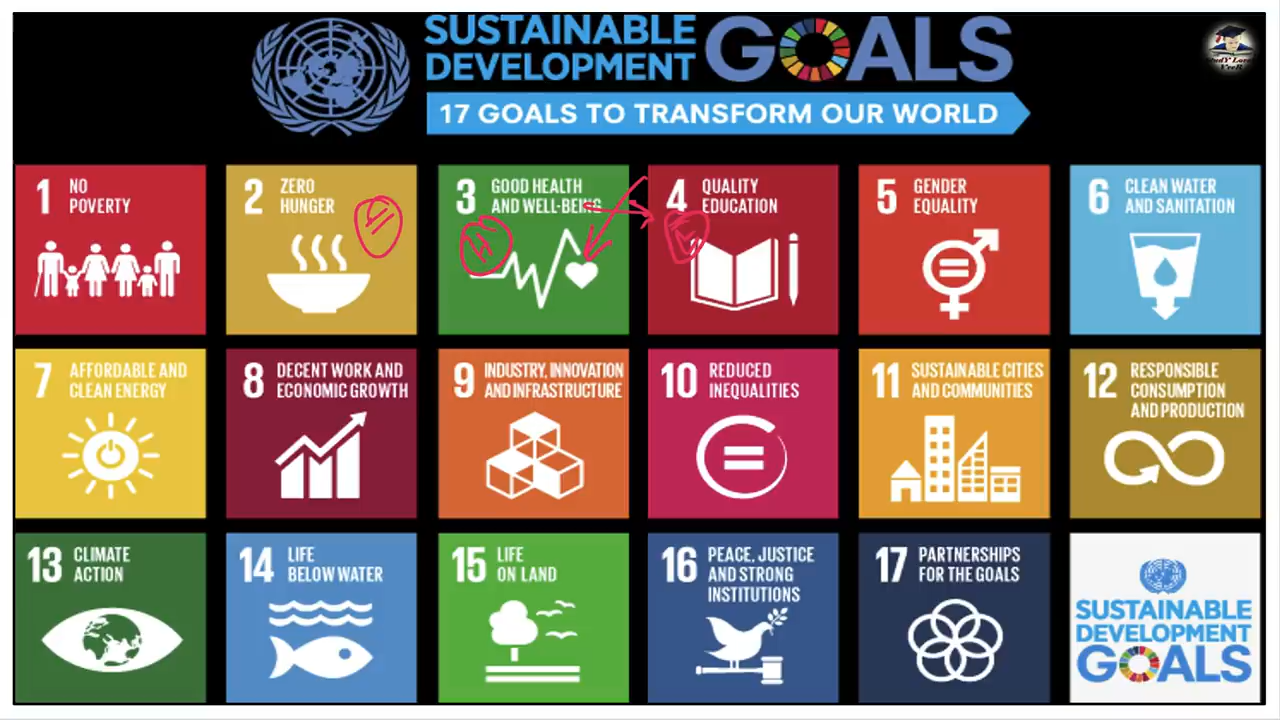 SUSTAINABLE
DEVELOPMENT
GOALS
17 GOALS TO TRANSFORM OUR WORLD
1 NO
POVERTY
2 ZERO
HUNGER
3 GOOD HEALTH
AND WELL-BEING
H
4 QUALITY
EDUCATION
E
5 GENDER
EQUALITY
6 CLEAN WATER
AND SANITATION
7 AFFORDABLE AND
CLEAN ENERGY
8 DECENT WORK AND
ECONOMIC GROWTH
9 INDUSTRY, INNOVATION
AND INFRASTRUCTURE
10 REDUCED
INEQUALITIES
11 SUSTAINABLE CITIES
AND COMMUNITIES
12 RESPONSIBLE
CONSUMPTION
AND PRODUCTION
13 CLIMATE
ACTION
14 LIFE
BELOW WATER
15 LIFE
ON LAND
16 PEACE, JUSTICE
AND STRONG
INSTITUTIONS
17 PARTNERSHIPS
FOR THE GOALS
SUSTAINABLE
DEVELOPMENT
GOALS